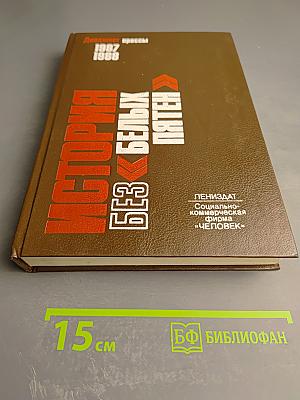 Дайджест прессы
1987
1988
ИСТОРИЯ
БЕЗ «БЕЛЫХ
ПЯТЕН»
ЛЕНИЗДАТ
Социально-
коммерческая
фирма
«ЧЕЛОВЕК»
15 см
БФ БИБЛИОФАН